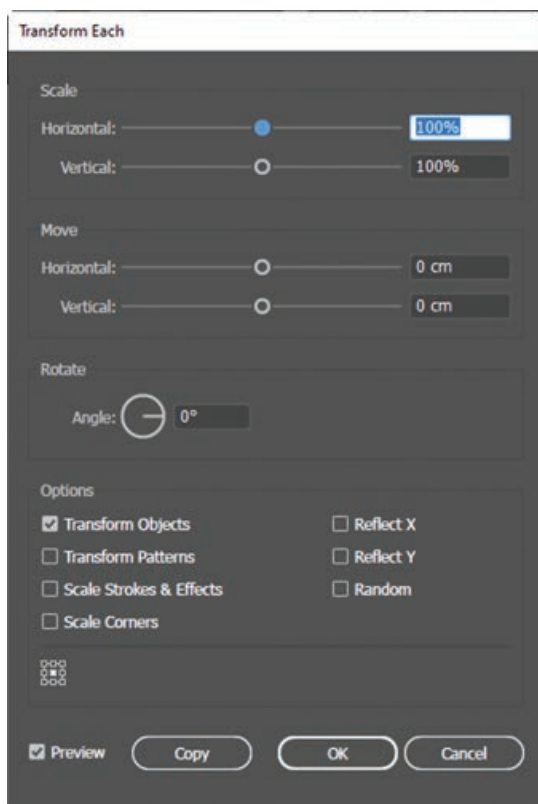 Transform Each
Scale
Horizontal: 100%
Vertical: 100%
Move
Horizontal: 0 cm
Vertical: 0 cm
Rotate
Angle: 0°
Options
Transform Objects Reflect X
Transform Patterns Reflect Y
Scale Strokes & Effects Random
Scale Corners
Preview Copy OK Cancel